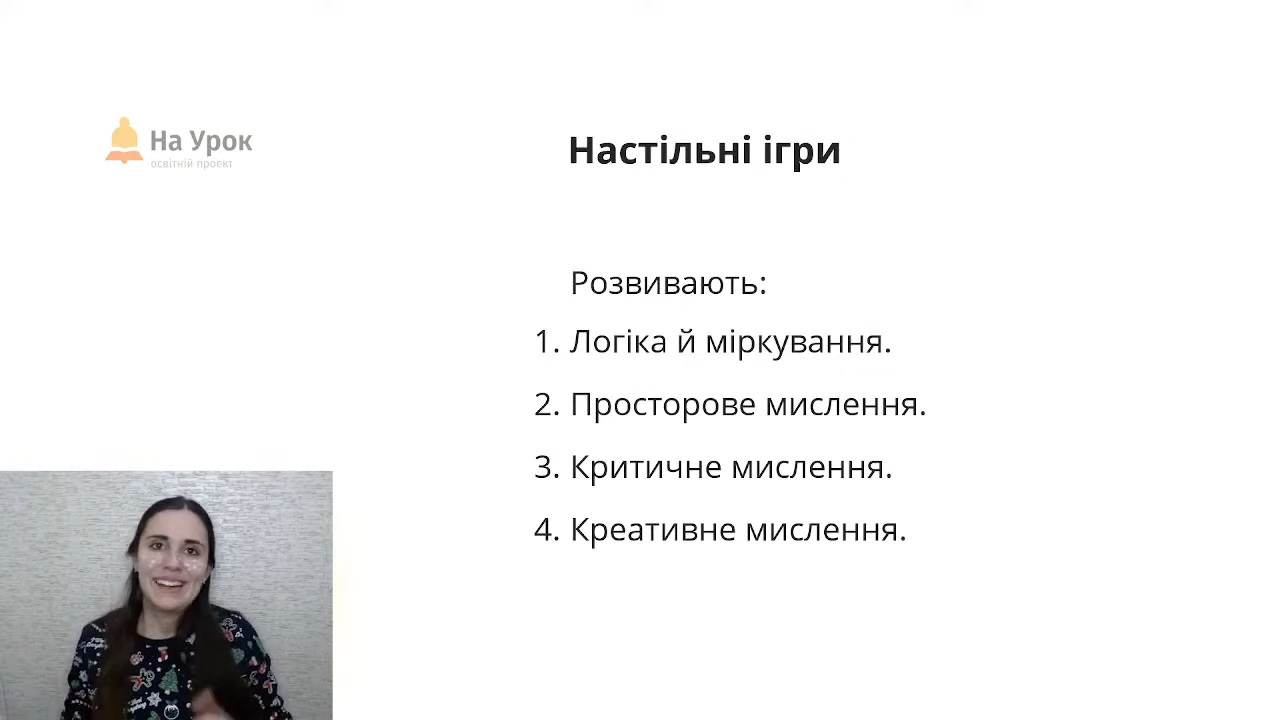 На Урок
освітній проект
Настільні ігри
Розвивають:
1. Логіка й міркування.
2. Просторове мислення.
3. Критичне мислення.
4. Креативне мислення.